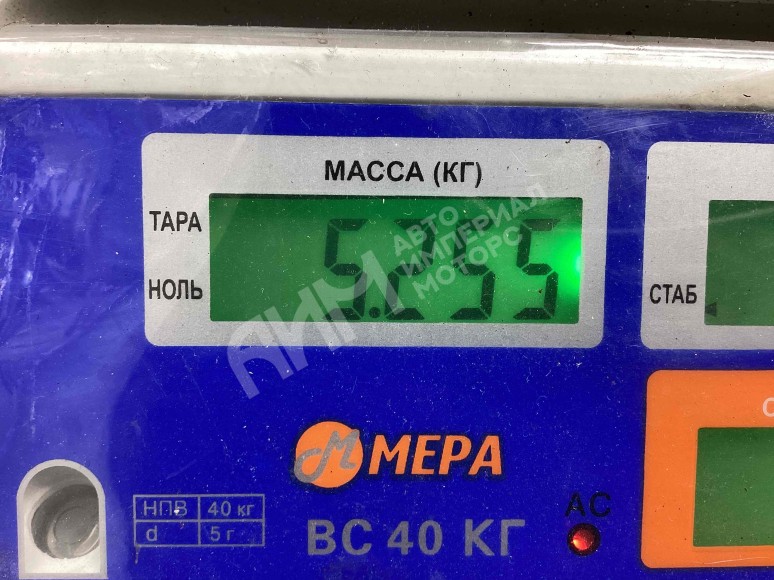 МАССА (КГ)
ТАРА
5.255
НОЛЬ
СТАБ
АВТО
ИМПЕРИАЛ
МОТОРС
АИМ
М МЕРА
НПВ 40 кг
d 5 г
ВС 40 КГ
АС